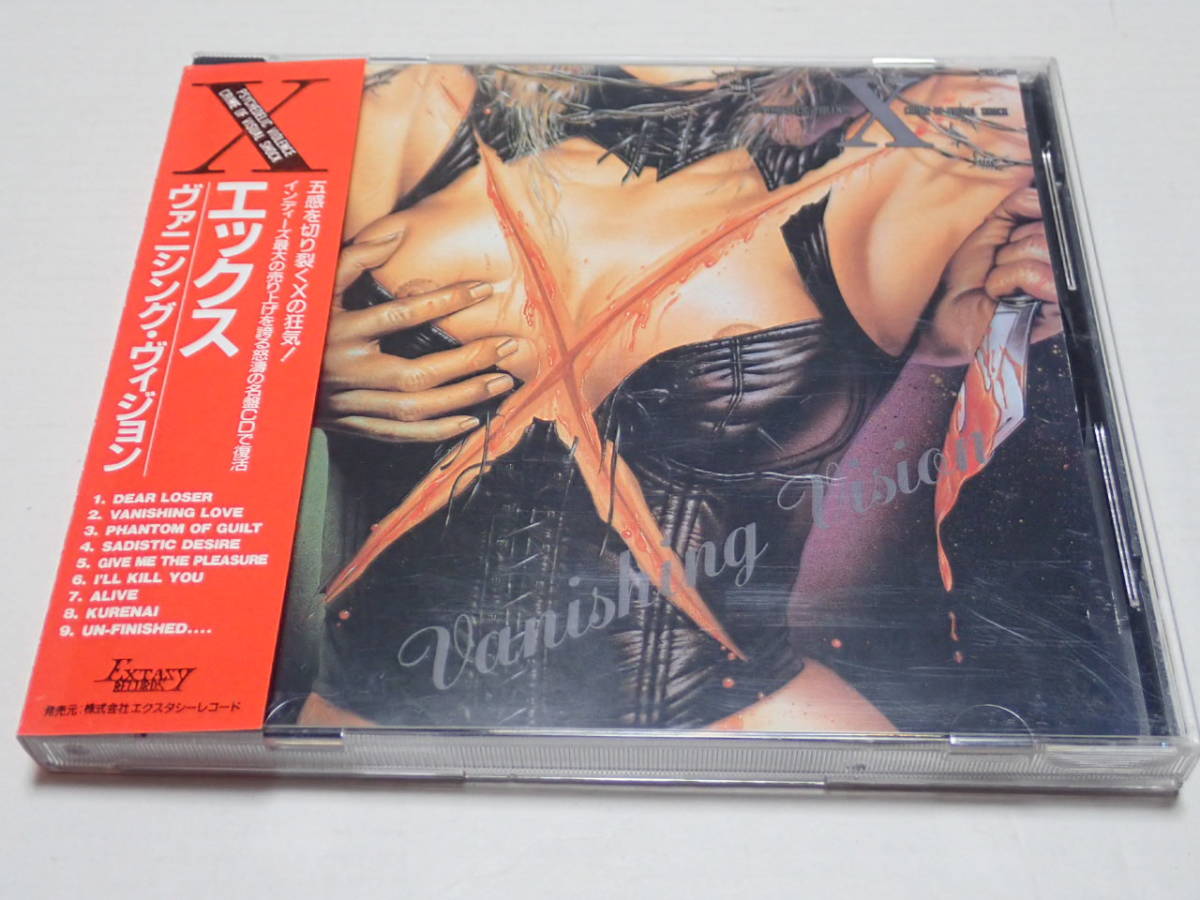 X
PSYCHEDELIC VIOLENCE
CRIME OF VISUAL SHOCK
エックス
ヴァニシング・ヴィジョン
五感を切り裂くXの狂気!
インディーズ最大の売り上げを誇る怒濤の名盤CDで復活
1. DEAR LOSER
2. VANISHING LOVE
3. PHANTOM OF GUILT
4. SADISTIC DESIRE
5. GIVE ME THE PLEASURE
6. I'LL KILL YOU
7. ALIVE
8. KURENAI
9. UN-FINISHED....
EXTASY
RECORDS
発売元:株式会社エクスタシーレコード
X
CRIME OF VISUAL SHOCK
Vanishing Vision